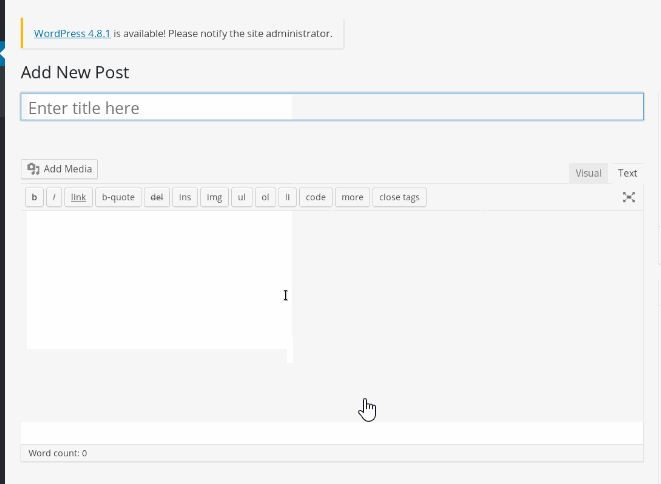 WordPress 4.8.1 is available! Please notify the site administrator.
Add New Post
Enter title here
Add Media
Visual Text
b i link b-quote del ins img ul ol li code more close tags
Word count: 0